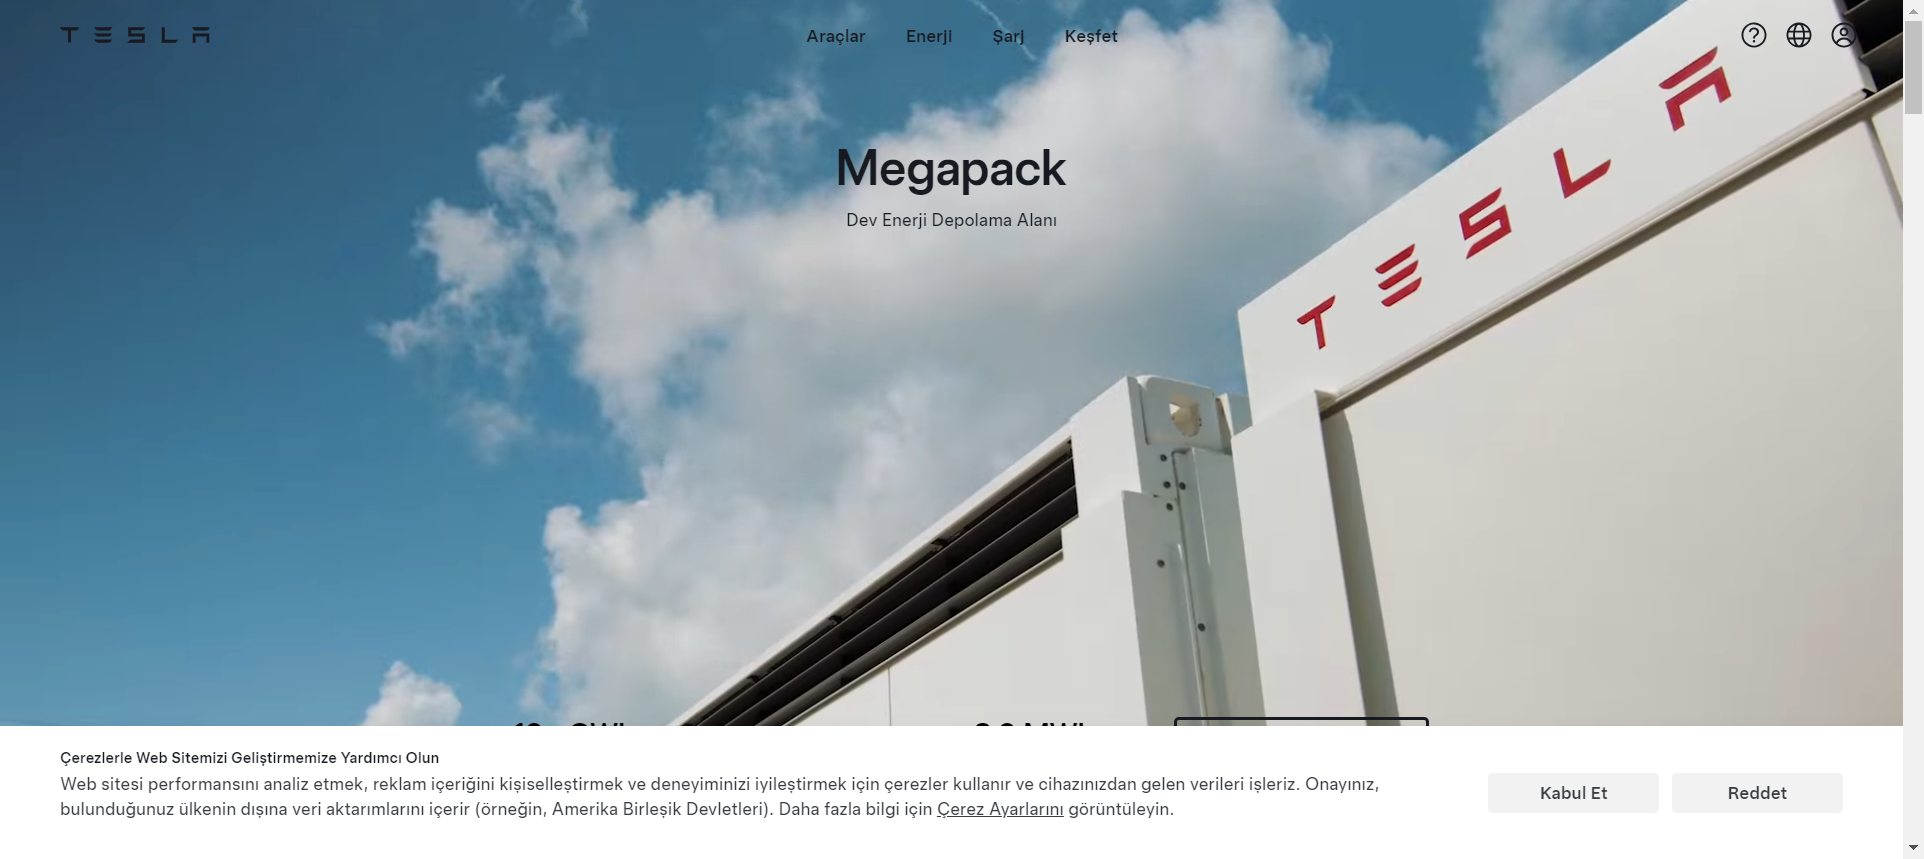 TESLA
Araçlar
Enerji
Şarj
Keşfet
Megapack
Dev Enerji Depolama Alanı
TESLA
Çerezlerle Web Sitemizi Geliştirmemize Yardımcı Olun
Web sitesi performansını analiz etmek, reklam içeriğini kişiselleştirmek ve deneyiminizi iyileştirmek için çerezler kullanır ve cihazınızdan gelen verileri işleriz. Onayınız,
bulunduğunuz ülkenin dışına veri aktarımlarını içerir (örneğin, Amerika Birleşik Devletleri). Daha fazla bilgi için Çerez Ayarlarını görüntüleyin.
Kabul Et
Reddet